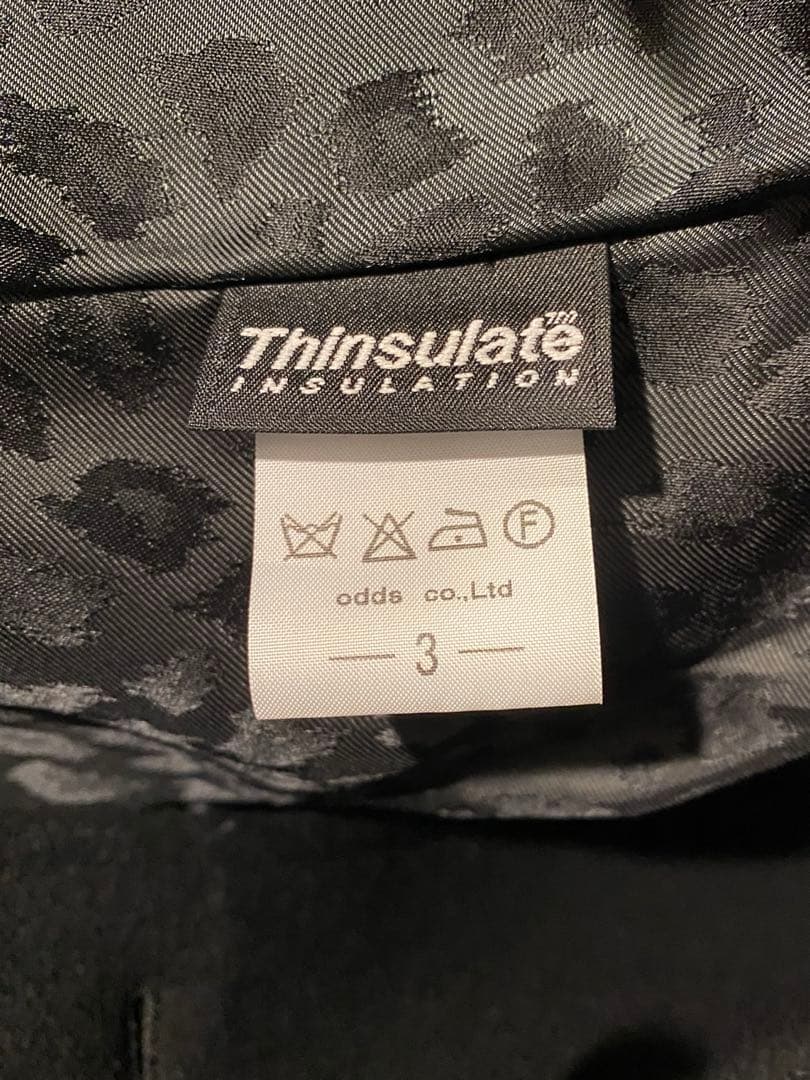 Thinsulate™
INSULATION
F
odds co.,Ltd
— 3 —